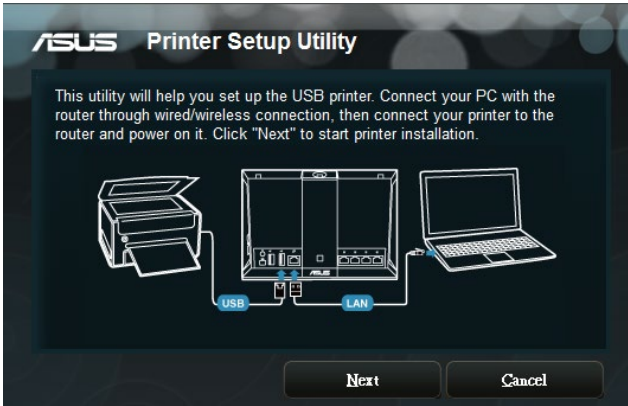 ASUS Printer Setup Utility
This utility will help you set up the USB printer. Connect your PC with the
router through wired/wireless connection, then connect your printer to the
router and power on it. Click "Next" to start printer installation.
ASUS
USB
LAN
Next
Cancel